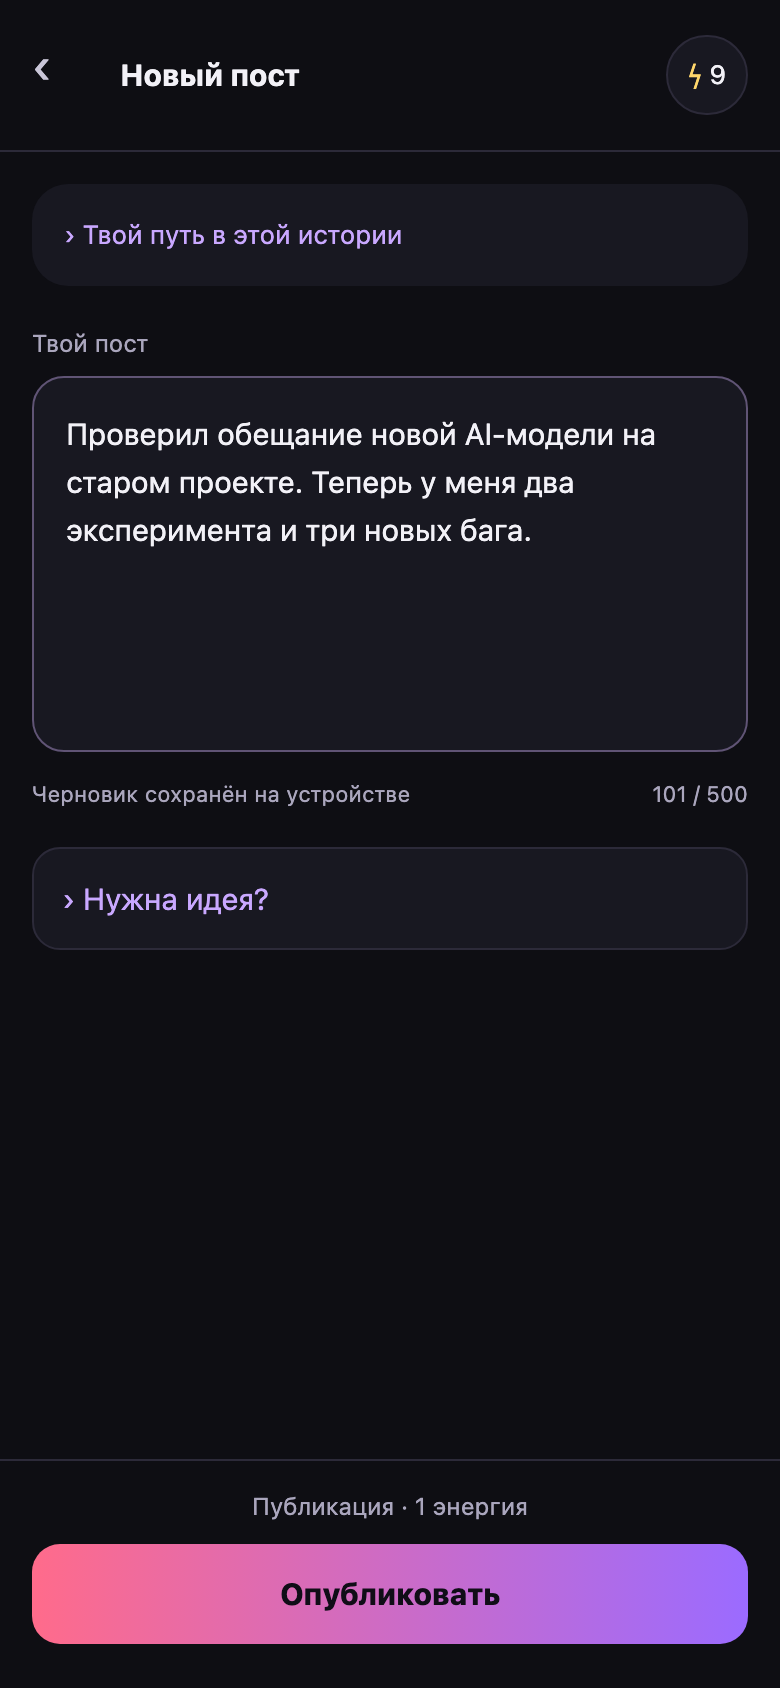 ‹ Новый пост ⚡ 9
› Твой путь в этой истории
Твой пост
Проверил обещание новой AI-модели на
старом проекте. Теперь у меня два
эксперимента и три новых бага.
Черновик сохранён на устройстве 101 / 500
› Нужна идея?
Публикация · 1 энергия
Опубликовать